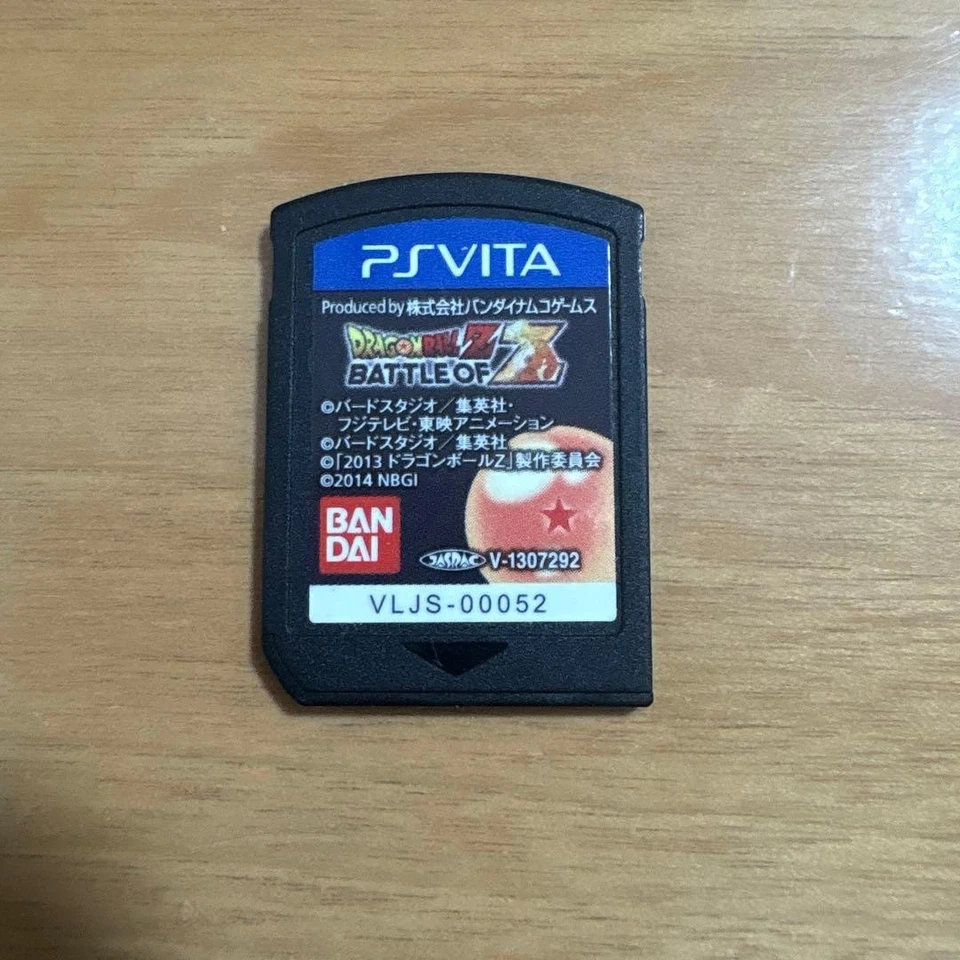 PSVITA
Produced by 株式会社バンダイナムコゲームス
DRAGON BALL Z
BATTLE OF Z
©バードスタジオ／集英社・
フジテレビ・東映アニメーション
©バードスタジオ／集英社
©「2013 ドラゴンボールZ」製作委員会
©2014 NBGI
BAN
DAI
JASRAC V-1307292
VLJS-00052